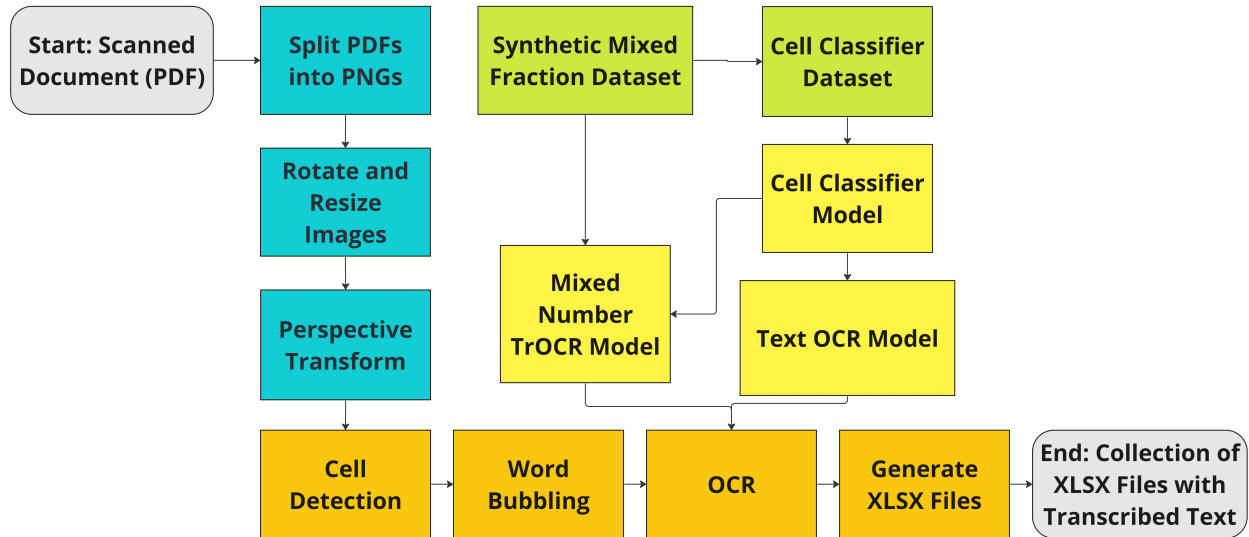 Start: Scanned
Document (PDF)
Split PDFs
into PNGs
Synthetic Mixed
Fraction Dataset
Cell Classifier
Dataset
Rotate and
Resize
Images
Cell Classifier
Model
Mixed
Number
TrOCR Model
Text OCR Model
Perspective
Transform
Cell
Detection
Word
Bubbling
OCR
Generate
XLSX Files
End: Collection of
XLSX Files with
Transcribed Text